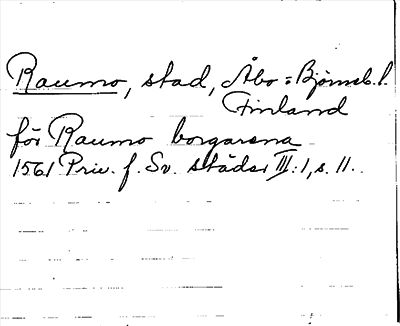 Raumo, stad, Åbo = Björneb. l.
Finland
för Raumo borgarena
1561 Priv. f. Sv. städer III: 1, s. 11.